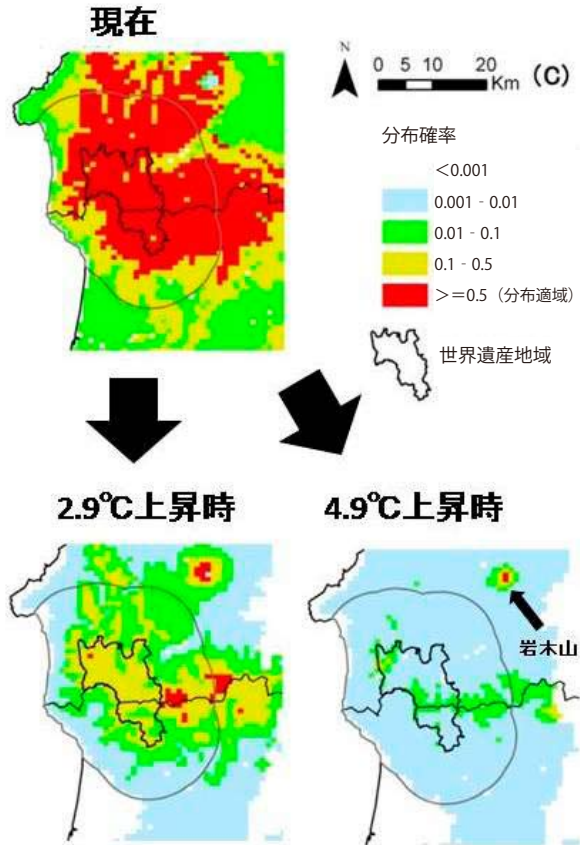 現在
N
0 5 10 20
Km (C)
分布確率
<0.001
0.001 - 0.01
0.01 - 0.1
0.1 - 0.5
>=0.5（分布適域）
世界遺産地域
2.9℃上昇時
4.9℃上昇時
岩木山